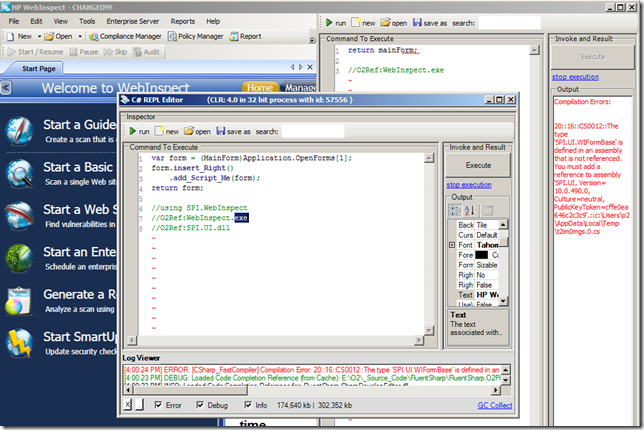 HP WebInspect - CHANGED!!!!
File Edit View Tools Enterprise Server Reports Help
New Open Compliance Manager Policy Manager Report
Start / Resume Pause Skip Audit
Start Page
Welcome to WebInspect
Home Manage
Start a Guide
Create a scan that is
Start a Basic
Scan a single Web sit
Start a Web S
Find vulnerabilities in
Start an Enter
Schedule an enterpris
Generate a R
Analyze a scan using
Start SmartUp
Update security check
time
run new open save as search:
Command To Execute
1 return mainForm;
2
3 //O2Ref:WebInspect.exe
Invoke and Result
Execute
stop execution
Output
Compilation Errors:
20::16::CS0012::The
type
'SPI.UI.WIFormBase' is
defined in an assembly
that is not referenced.
You must add a
reference to assembly
'SPI.UI, Version=
10.0.490.0,
Culture=neutral,
PublicKeyToken=cffe0ea
646c2c3c9'.::c:\Users\o2
\AppData\Local\Temp
\t2m0mgs.0.cs
C# REPL Editor (CLR: 4.0 in 32 bit process with id: 57556 )
Inspector
run new open save as search:
Command To Execute
1 var form = (MainForm)Application.OpenForms[1];
2 form.insert_Right()
3 .add_Script_Me(form);
4 return form;
5
6 //using SPI.WebInspect
7 //O2Ref:WebInspect.exe
8 //O2Ref:SPI.UI.dll
Invoke and Result
Execute
stop execution
Output
Back Tile
Curs Default
Font Tahom
Fore Co
Form Sizable
Right No
Right False
Text HP We
False
Text
The text
associated with..
Log Viewer
[4:00:24 PM] ERROR: [CSharp_FastCompiler] Compilation Error: 20::16::CS0012::The type 'SPI.UI.WIFormBase' is defined in an
[4:00:23 PM] DEBUG: Loaded Code Completion Reference (from Cache): E:\O2\_Source_Code\FluentSharp\FluentSharp.O2Pl
Error Debug Info 174,640 kb | 302,352 kb GC Collect